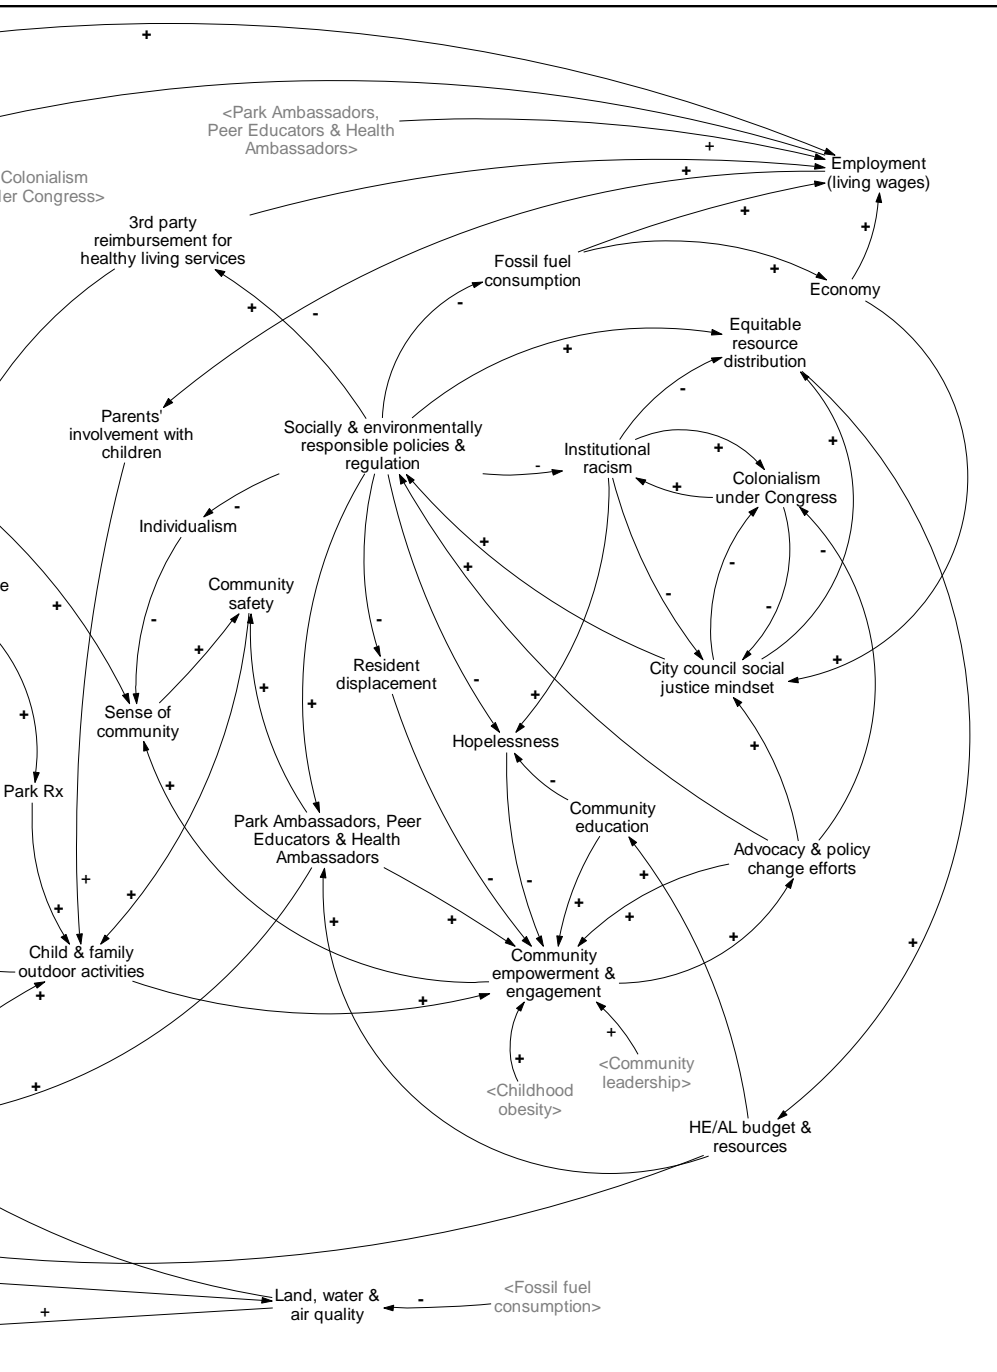 <Park Ambassadors,
Peer Educators & Health
Ambassadors>
Employment
(living wages)
Colonialism
er Congress>
3rd party
reimbursement for
healthy living services
Fossil fuel
consumption
Economy
Equitable
resource
distribution
Parents'
involvement with
children
Socially & environmentally
responsible policies &
regulation
Institutional
racism
Colonialism
under Congress
Individualism
Community
safety
e
Resident
displacement
City council social
justice mindset
Sense of
community
Hopelessness
Park Rx
Community
education
Park Ambassadors, Peer
Educators & Health
Ambassadors
Advocacy & policy
change efforts
Child & family
outdoor activities
Community
empowerment &
engagement
<Community
leadership>
<Childhood
obesity>
HE/AL budget &
resources
Land, water &
air quality
<Fossil fuel
consumption>